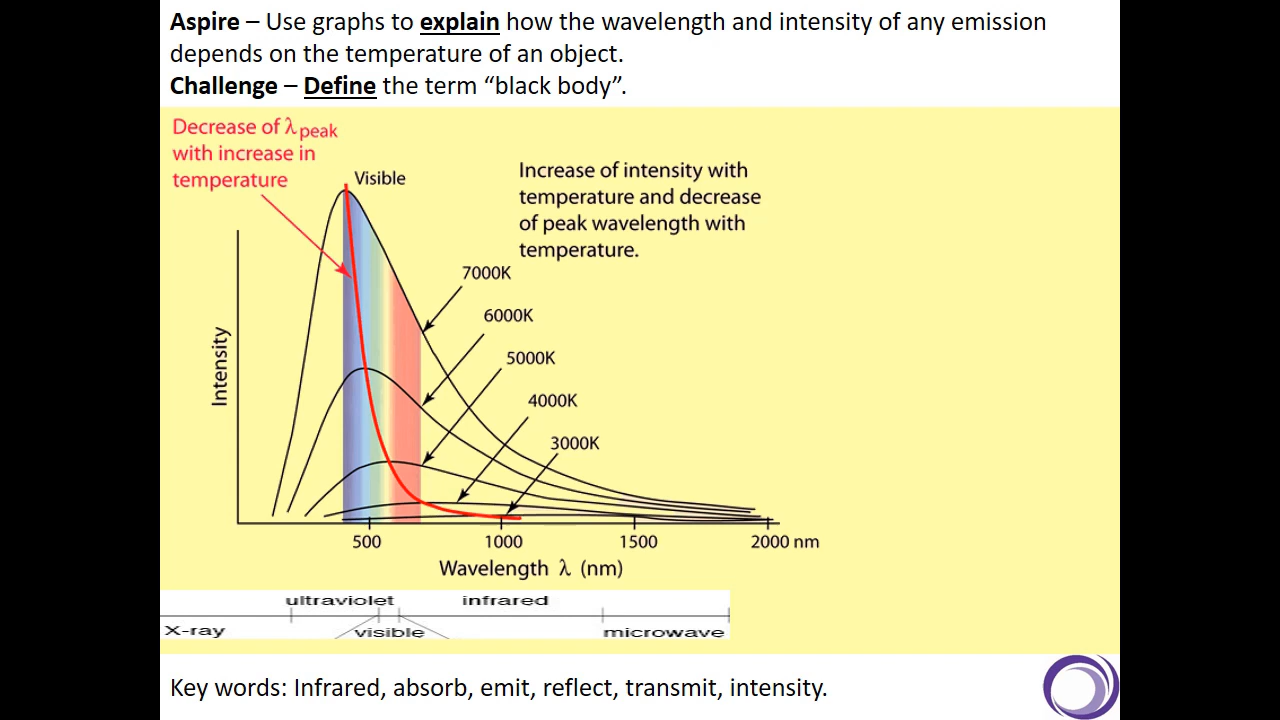 Aspire – Use graphs to explain how the wavelength and intensity of any emission
depends on the temperature of an object.
Challenge – Define the term “black body”.
Decrease of λ peak
with increase in
temperature
Visible
Increase of intensity with
temperature and decrease
of peak wavelength with
temperature.
7000K
6000K
5000K
4000K
3000K
Intensity
500 1000 1500 2000 nm
Wavelength λ (nm)
ultraviolet infrared
X-ray visible microwave
Key words: Infrared, absorb, emit, reflect, transmit, intensity.